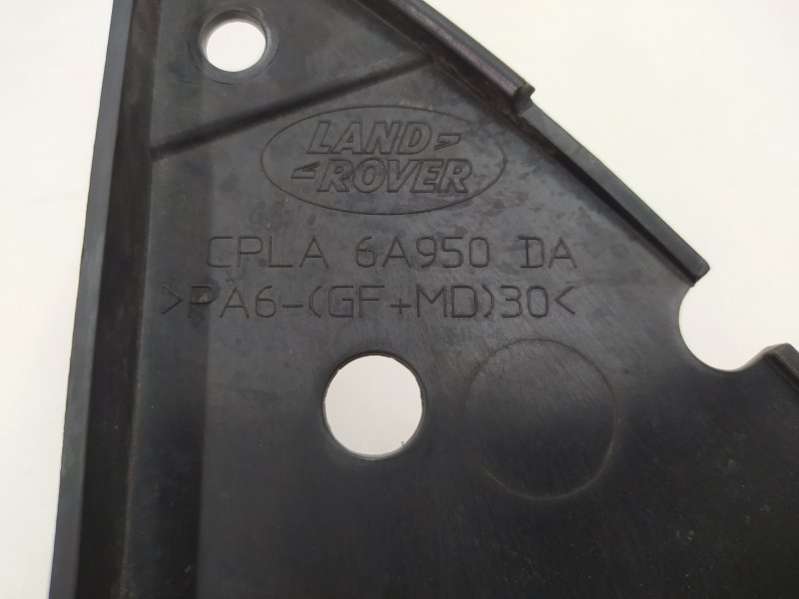 LAND
ROVER
CPLA 6A950 DA
>PA6-(GF+MD)30<